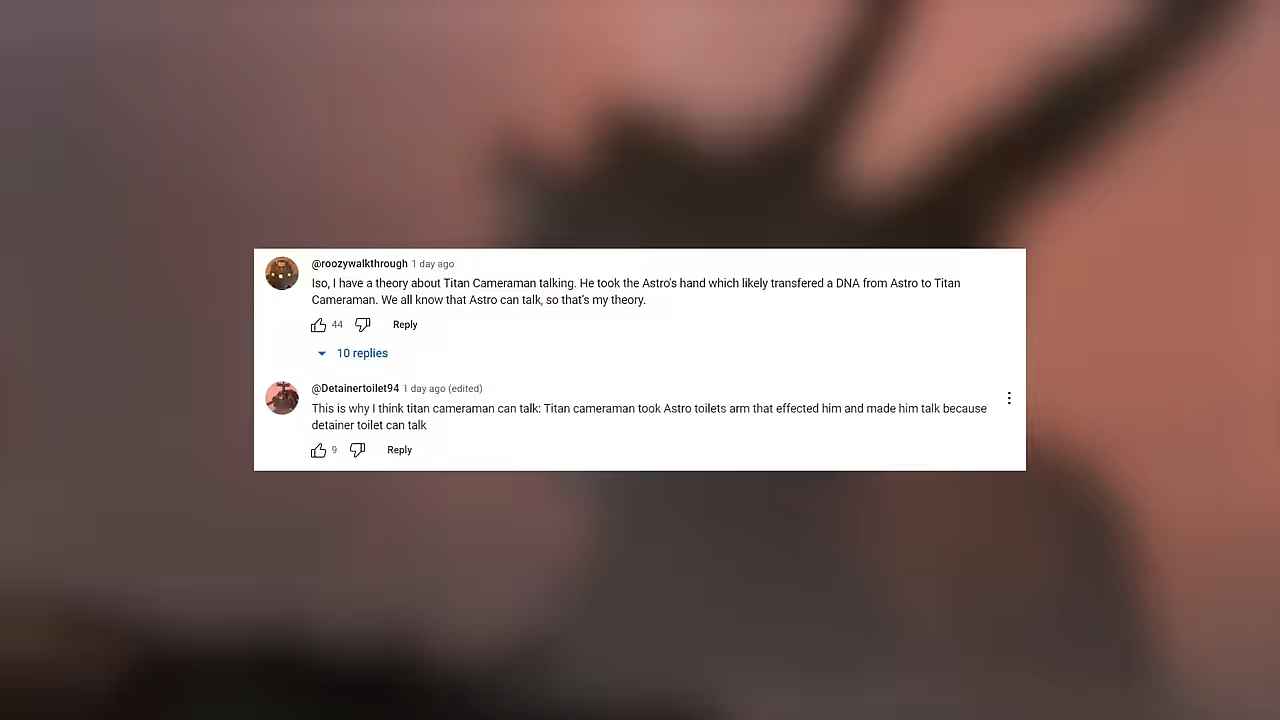 @roozywalkthrough 1 day ago
Iso, I have a theory about Titan Cameraman talking. He took the Astro's hand which likely transfered a DNA from Astro to Titan
Cameraman. We all know that Astro can talk, so that's my theory.
44 Reply
10 replies
@Detainertoilet94 1 day ago (edited)
This is why I think titan cameraman can talk: Titan cameraman took Astro toilets arm that effected him and made him talk because
detainer toilet can talk
9 Reply